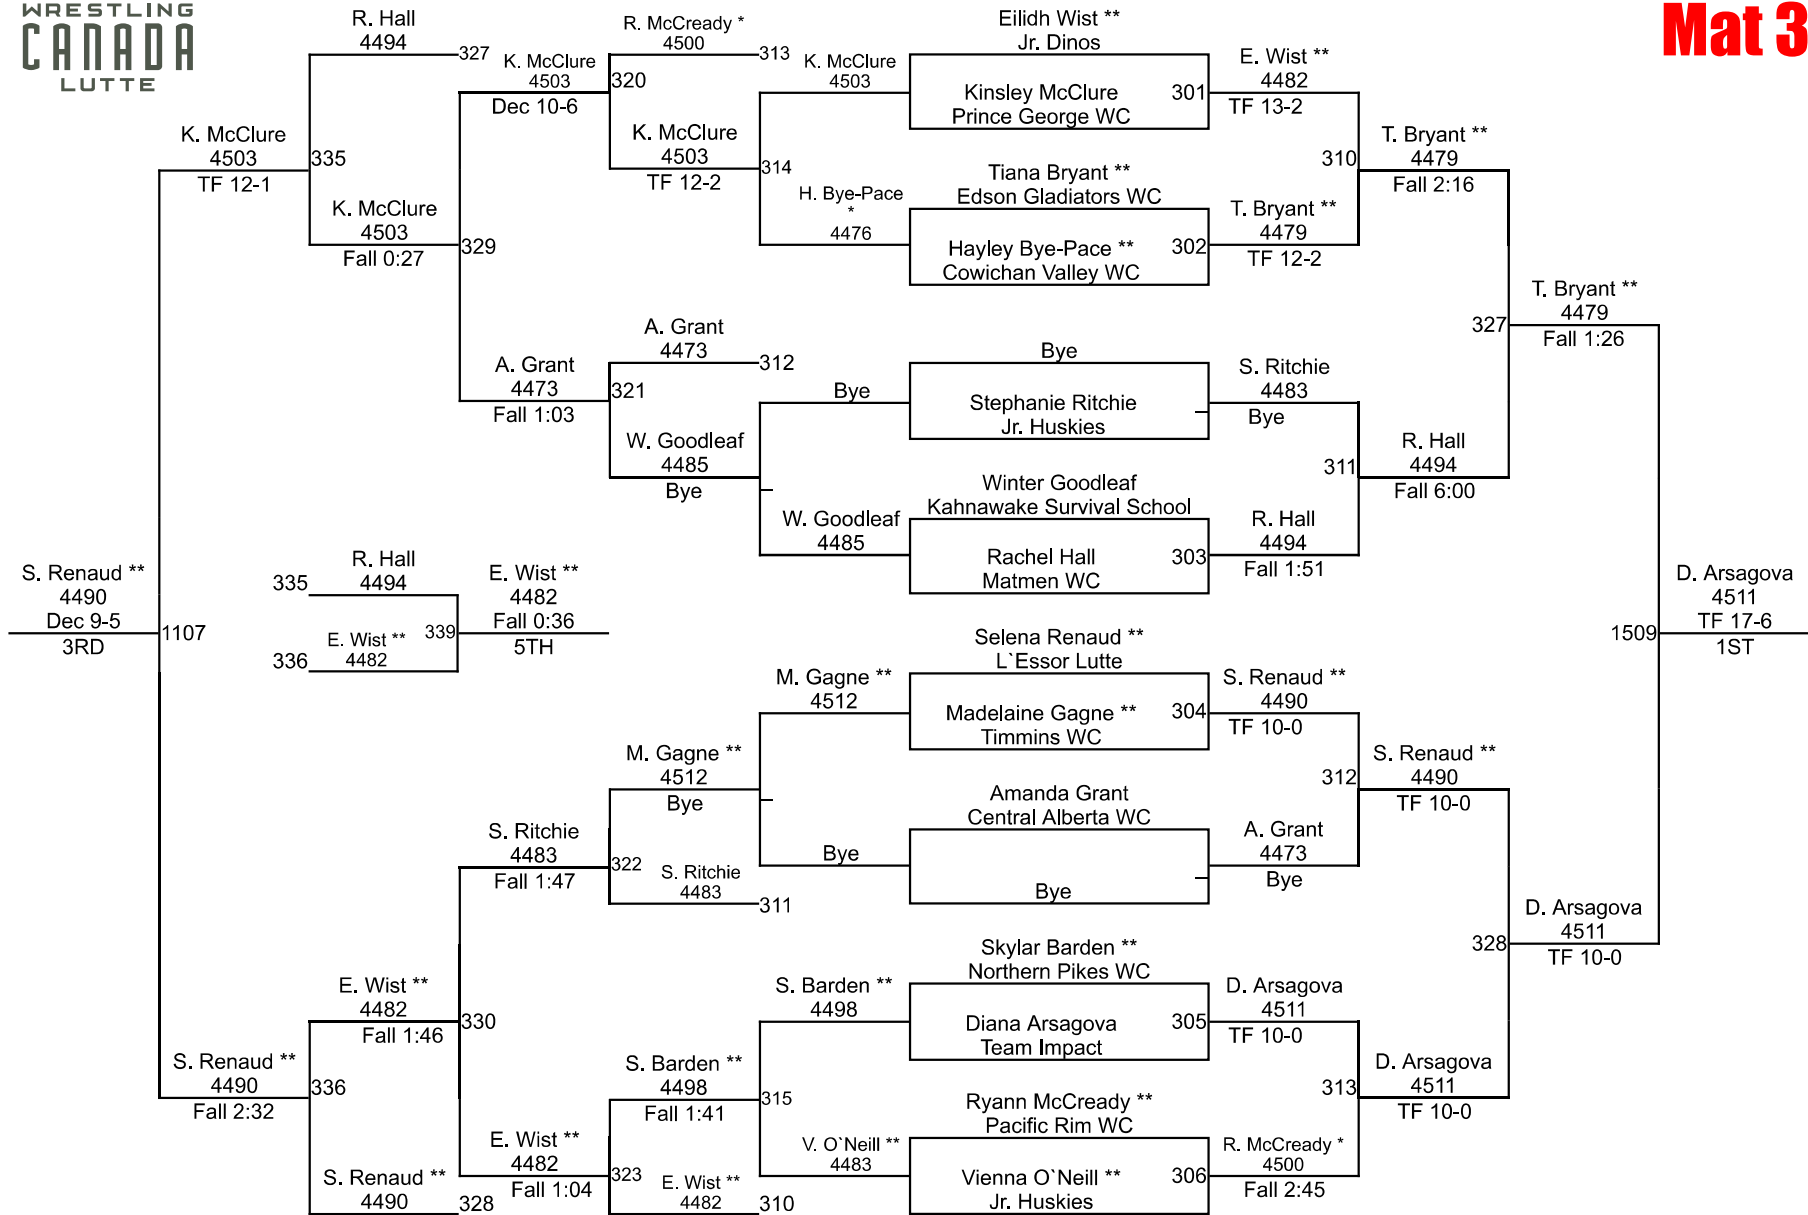 WRESTLING
CANADA
LUTTE
Mat 3
R. Hall
4494
327
K. McClure
4503
TF 12-1
335
K. McClure
4503
Fall 0:27
329
K. McClure
4503
Dec 10-6
320
R. McCready *
4500
313
K. McClure
4503
TF 12-2
314
K. McClure
4503
H. Bye-Pace
*
4476
A. Grant
4473
Fall 1:03
321
A. Grant
4473
312
W. Goodleaf
4485
Bye
Bye
W. Goodleaf
4485
Eilidh Wist **
Jr. Dinos
Kinsley McClure
Prince George WC
301
Tiana Bryant **
Edson Gladiators WC
Hayley Bye-Pace **
Cowichan Valley WC
302
Bye
Stephanie Ritchie
Jr. Huskies
Winter Goodleaf
Kahnawake Survival School
Rachel Hall
Matmen WC
303
E. Wist **
4482
TF 13-2
310
T. Bryant **
4479
TF 12-2
S. Ritchie
4483
Bye
311
R. Hall
4494
Fall 1:51
T. Bryant **
4479
Fall 2:16
327
R. Hall
4494
Fall 6:00
T. Bryant **
4479
Fall 1:26
S. Renaud **
4490
Dec 9-5
3RD
1107
335
R. Hall
4494
336
E. Wist **
4482
339
E. Wist **
4482
Fall 0:36
5TH
1509
D. Arsagova
4511
TF 17-6
1ST
Selena Renaud **
L`Essor Lutte
Madelaine Gagne **
Timmins WC
304
Amanda Grant
Central Alberta WC
Bye
Skylar Barden **
Northern Pikes WC
Diana Arsagova
Team Impact
305
Ryann McCready **
Pacific Rim WC
Vienna O`Neill **
Jr. Huskies
306
M. Gagne **
4512
M. Gagne **
4512
Bye
Bye
S. Ritchie
4483
Fall 1:47
322
S. Ritchie
4483
311
E. Wist **
4482
Fall 1:46
330
S. Renaud **
4490
Fall 2:32
336
S. Renaud **
4490
328
E. Wist **
4482
Fall 1:04
323
S. Barden **
4498
Fall 1:41
315
E. Wist **
4482
310
S. Barden **
4498
V. O`Neill **
4483
S. Renaud **
4490
TF 10-0
312
A. Grant
4473
Bye
S. Renaud **
4490
TF 10-0
328
D. Arsagova
4511
TF 10-0
D. Arsagova
4511
TF 10-0
313
D. Arsagova
4511
TF 10-0
R. McCready *
4500
Fall 2:45